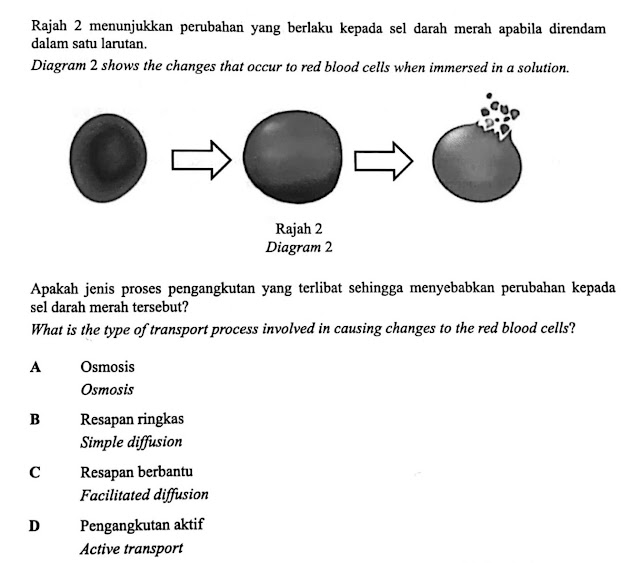 Rajah 2 menunjukkan perubahan yang berlaku kepada sel darah merah apabila direndam
dalam satu larutan.
Diagram 2 shows the changes that occur to red blood cells when immersed in a solution.
Rajah 2
Diagram 2
Apakah jenis proses pengangkutan yang terlibat sehingga menyebabkan perubahan kepada
sel darah merah tersebut?
What is the type of transport process involved in causing changes to the red blood cells?
A Osmosis
Osmosis
B Resapan ringkas
Simple diffusion
C Resapan berbantu
Facilitated diffusion
D Pengangkutan aktif
Active transport